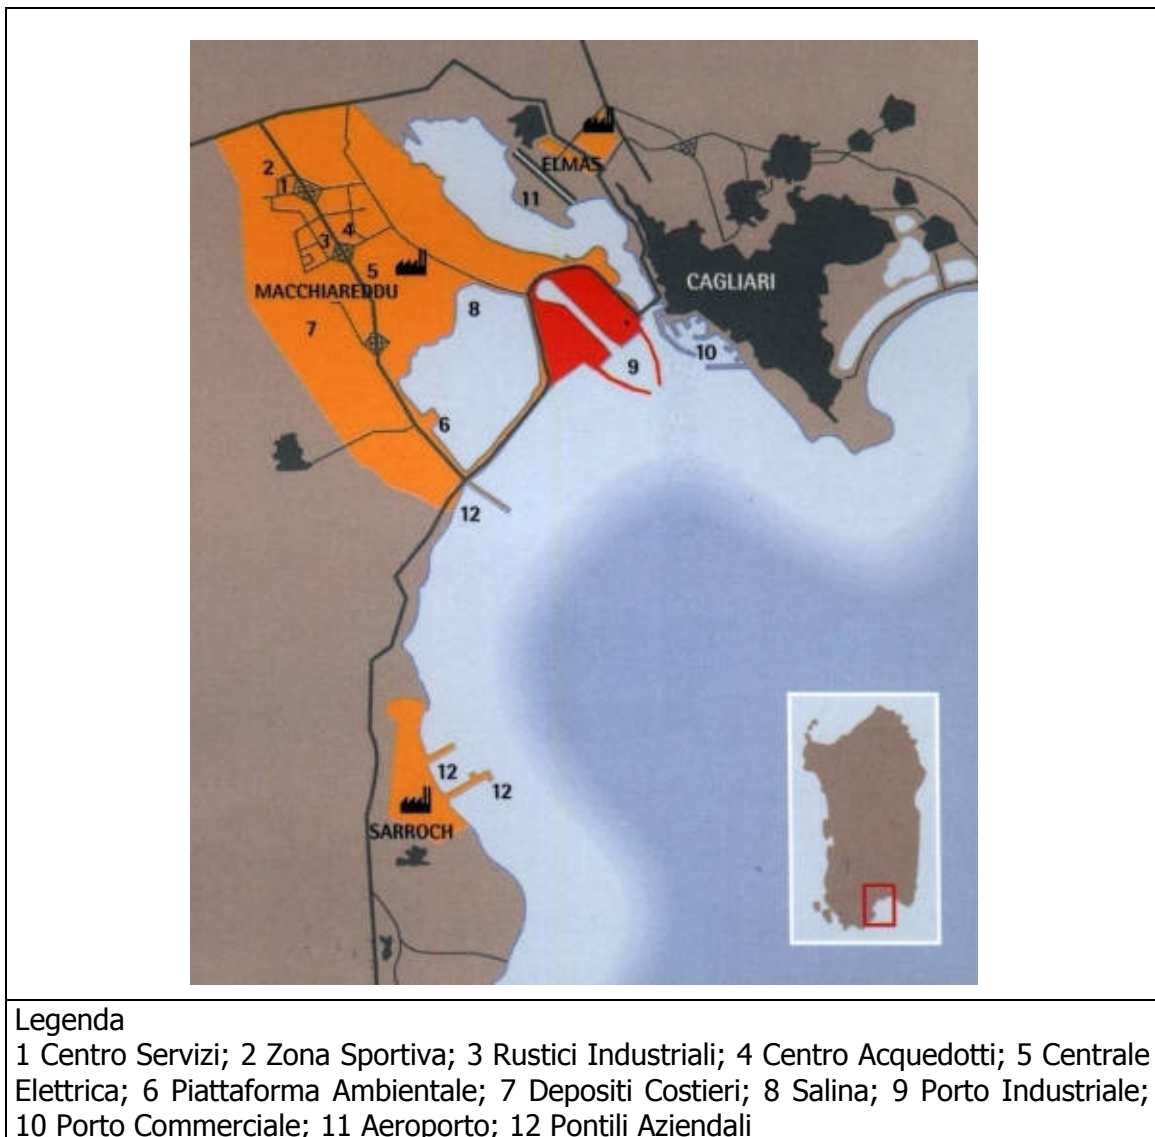 ELMAS
11
2
1
4
3
5
MACCHIAREDDU
CAGLIARI
8
7
10
9
6
12
12
12
SARROCH
Legenda
1 Centro Servizi; 2 Zona Sportiva; 3 Rustici Industriali; 4 Centro Acquedotti; 5 Centrale
Elettrica; 6 Piattaforma Ambientale; 7 Depositi Costieri; 8 Salina; 9 Porto Industriale;
10 Porto Commerciale; 11 Aeroporto; 12 Pontili Aziendali